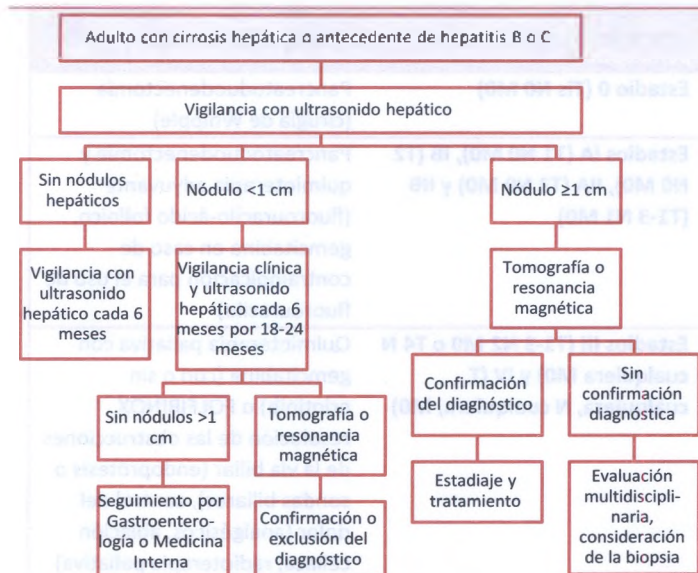 Adulto con cirrosis hepática o antecedente de hepatitis B o C
Vigilancia con ultrasonido hepático
Sin nódulos
hepáticos
Nódulo <1 cm
Nódulo ≥1 cm
Vigilancia con
ultrasonido
hepático cada 6
meses
Vigilancia clínica
y ultrasonido
hepático cada 6
meses por 18-24
meses
Tomografía o
resonancia
magnética
Sin nódulos >1
cm
Tomografía o
resonancia
magnética
Confirmación
del diagnóstico
Sin
confirmación
diagnóstica
Seguimeno por
Gastroentero
logía o Medicina
Interna
Confirmación o
exclusión del
diagnóstico
Estadiaje y
tratamiento
Evaluación
multidiscipli-
naria,
consideración
de la biopsia